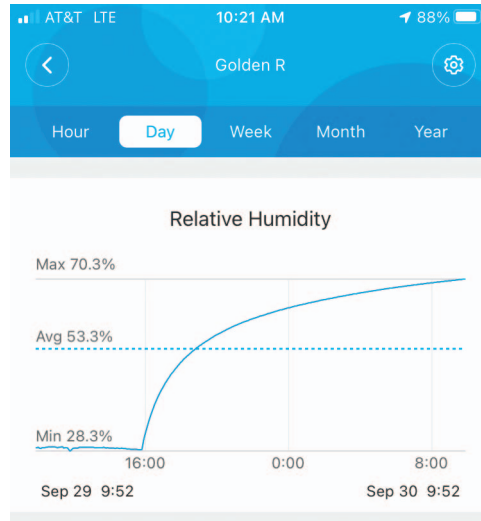 AT&T LTE 10:21 AM 88%
Golden R
Hour Day Week Month Year
Relative Humidity
Max 70.3%
Avg 53.3%
Min 28.3%
16:00 0:00 8:00
Sep 29 9:52 Sep 30 9:52